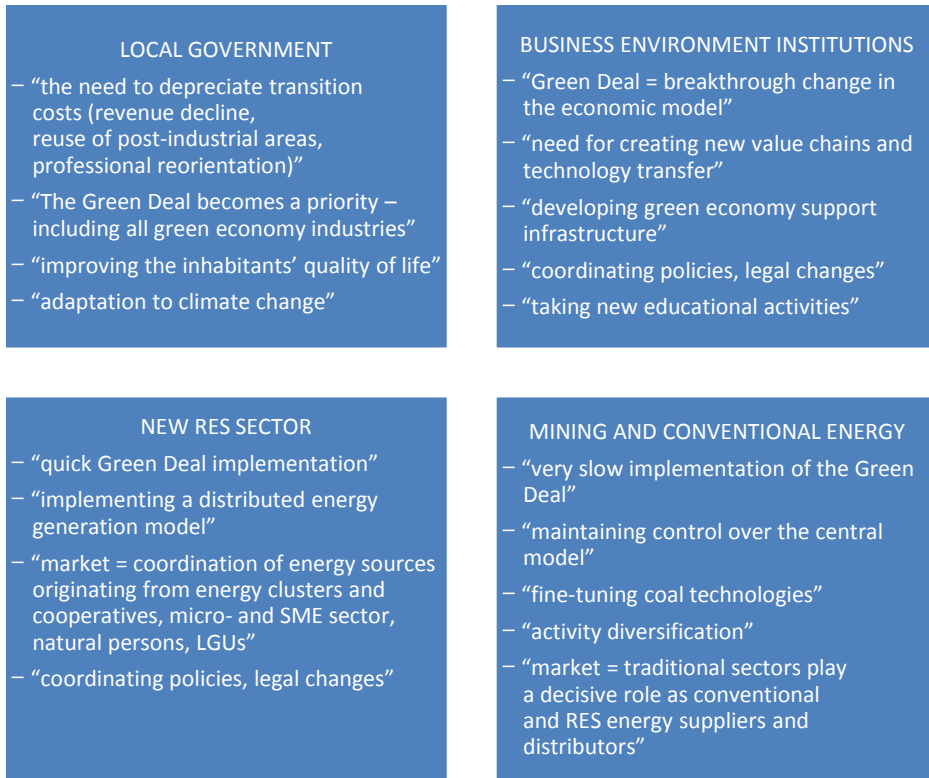 LOCAL GOVERNMENT
– “the need to depreciate transition
costs (revenue decline,
reuse of post-industrial areas,
professional reorientation)”
– “The Green Deal becomes a priority –
including all green economy industries”
– “improving the inhabitants’ quality of life”
– “adaptation to climate change”
BUSINESS ENVIRONMENT INSTITUTIONS
– “Green Deal = breakthrough change in
the economic model”
– “need for creating new value chains and
technology transfer”
– “developing green economy support
infrastructure”
– “coordinating policies, legal changes”
– “taking new educational activities”
NEW RES SECTOR
– “quick Green Deal implementation”
– “implementing a distributed energy
generation model”
– “market = coordination of energy sources
originating from energy clusters and
cooperatives, micro- and SME sector,
natural persons, LGUs”
– “coordinating policies, legal changes”
MINING AND CONVENTIONAL ENERGY
– “very slow implementation of the Green
Deal”
– “maintaining control over the central
model”
– “fine-tuning coal technologies”
– “activity diversification”
– “market = traditional sectors play
a decisive role as conventional
and RES energy suppliers and
distributors”